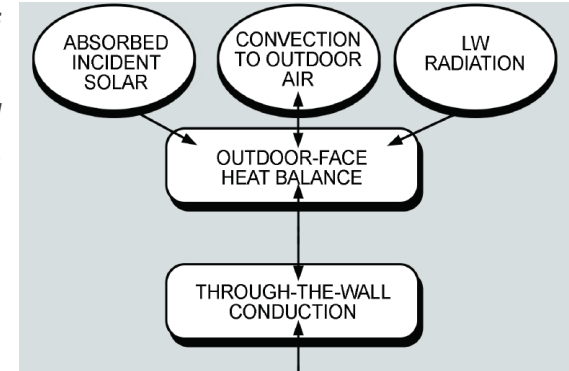 ABSORBED
INCIDENT
SOLAR
CONVECTION
TO OUTDOOR
AIR
LW
RADIATION
OUTDOOR-FACE
HEAT BALANCE
THROUGH-THE-WALL
CONDUCTION